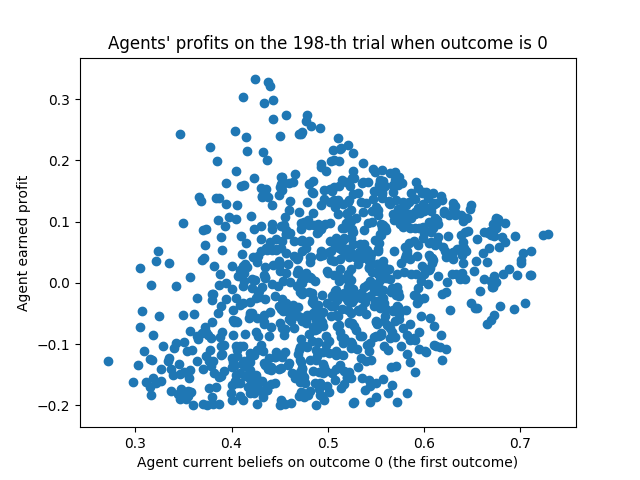 Agents' profits on the 198-th trial when outcome is 0
Agent earned profit
0.3
0.2
0.1
0.0
−0.1
−0.2
0.3 0.4 0.5 0.6 0.7
Agent current beliefs on outcome 0 (the first outcome)